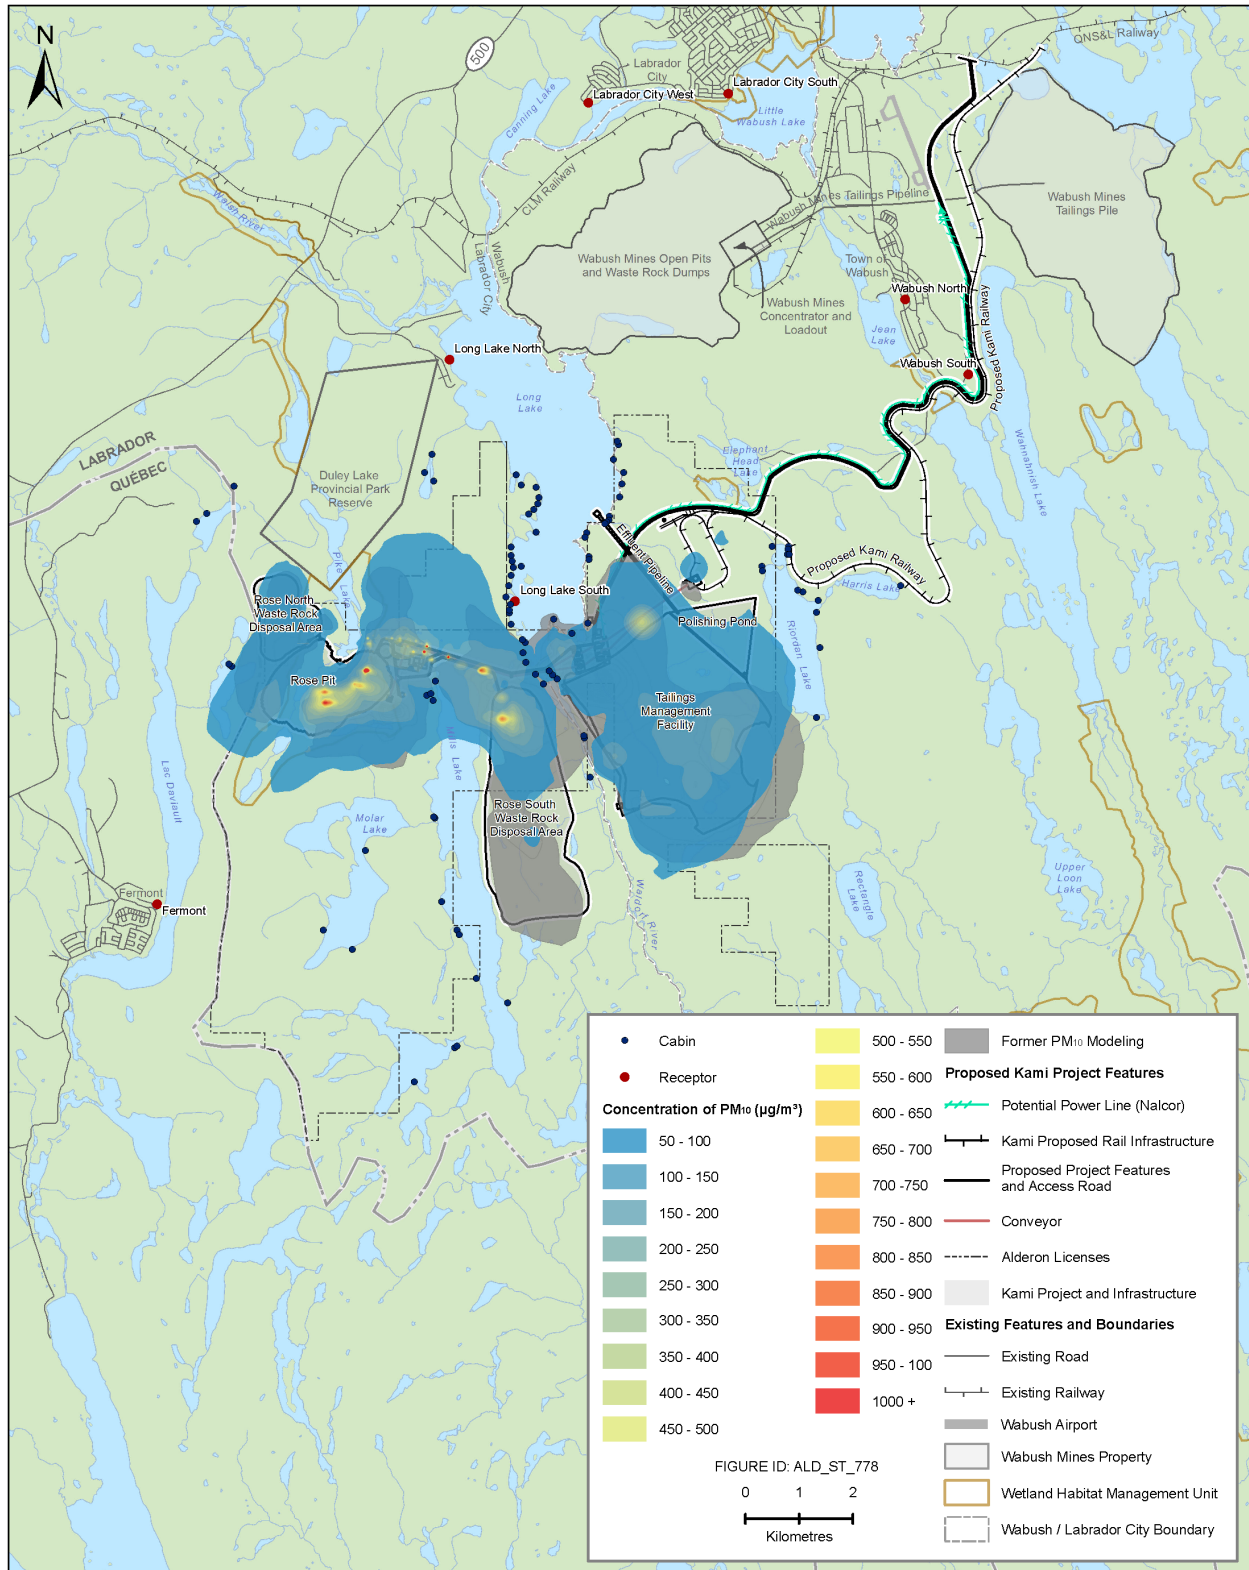 N
500
QNS&L Railway
Labrador
City
Labrador City South
Labrador City West
Canning Lake
Little
Wabush Lake
CLM Railway
Walsh River
Wabush Mines Tailings Pipeline
Wabush Mines
Tailings Pile
Wabush
Labrador City
Wabush Mines Open Pits
and Waste Rock Dumps
Town of
Wabush
Wabush North
Wabush Mines
Concentrator and
Loadout
Jean
Lake
Proposed Kami Railway
Long Lake North
Wabush South
Long
Lake
LABRADOR
QUÉBEC
Elephant
Head
Lake
Wahnahnish Lake
Duley Lake
Provincial Park
Reserve
Effluent Pipeline
Proposed Kami Railway
Harris Lake
Pike Lake
Long Lake South
Rose North
Waste Rock
Disposal Area
Polishing Pond
Riordan Lake
Rose Pit
Tailings
Management
Facility
Mills Lake
Lac Daviault
Rose South
Waste Rock
Disposal Area
Molar
Lake
Upper
Loon
Lake
Rectangle
Lake
Waldorf River
Fermont
Fermont
Cabin
Receptor
Concentration of PM10 (µg/m³)
50 - 100
100 - 150
150 - 200
200 - 250
250 - 300
300 - 350
350 - 400
400 - 450
450 - 500
500 - 550
550 - 600
600 - 650
650 - 700
700 -750
750 - 800
800 - 850
850 - 900
900 - 950
950 - 100
1000 +
Former PM10 Modeling
Proposed Kami Project Features
Potential Power Line (Nalcor)
Kami Proposed Rail Infrastructure
Proposed Project Features
and Access Road
Conveyor
Alderon Licenses
Kami Project and Infrastructure
Existing Features and Boundaries
Existing Road
Existing Railway
Wabush Airport
Wabush Mines Property
Wetland Habitat Management Unit
Wabush / Labrador City Boundary
FIGURE ID: ALD_ST_778
0 1 2
Kilometres